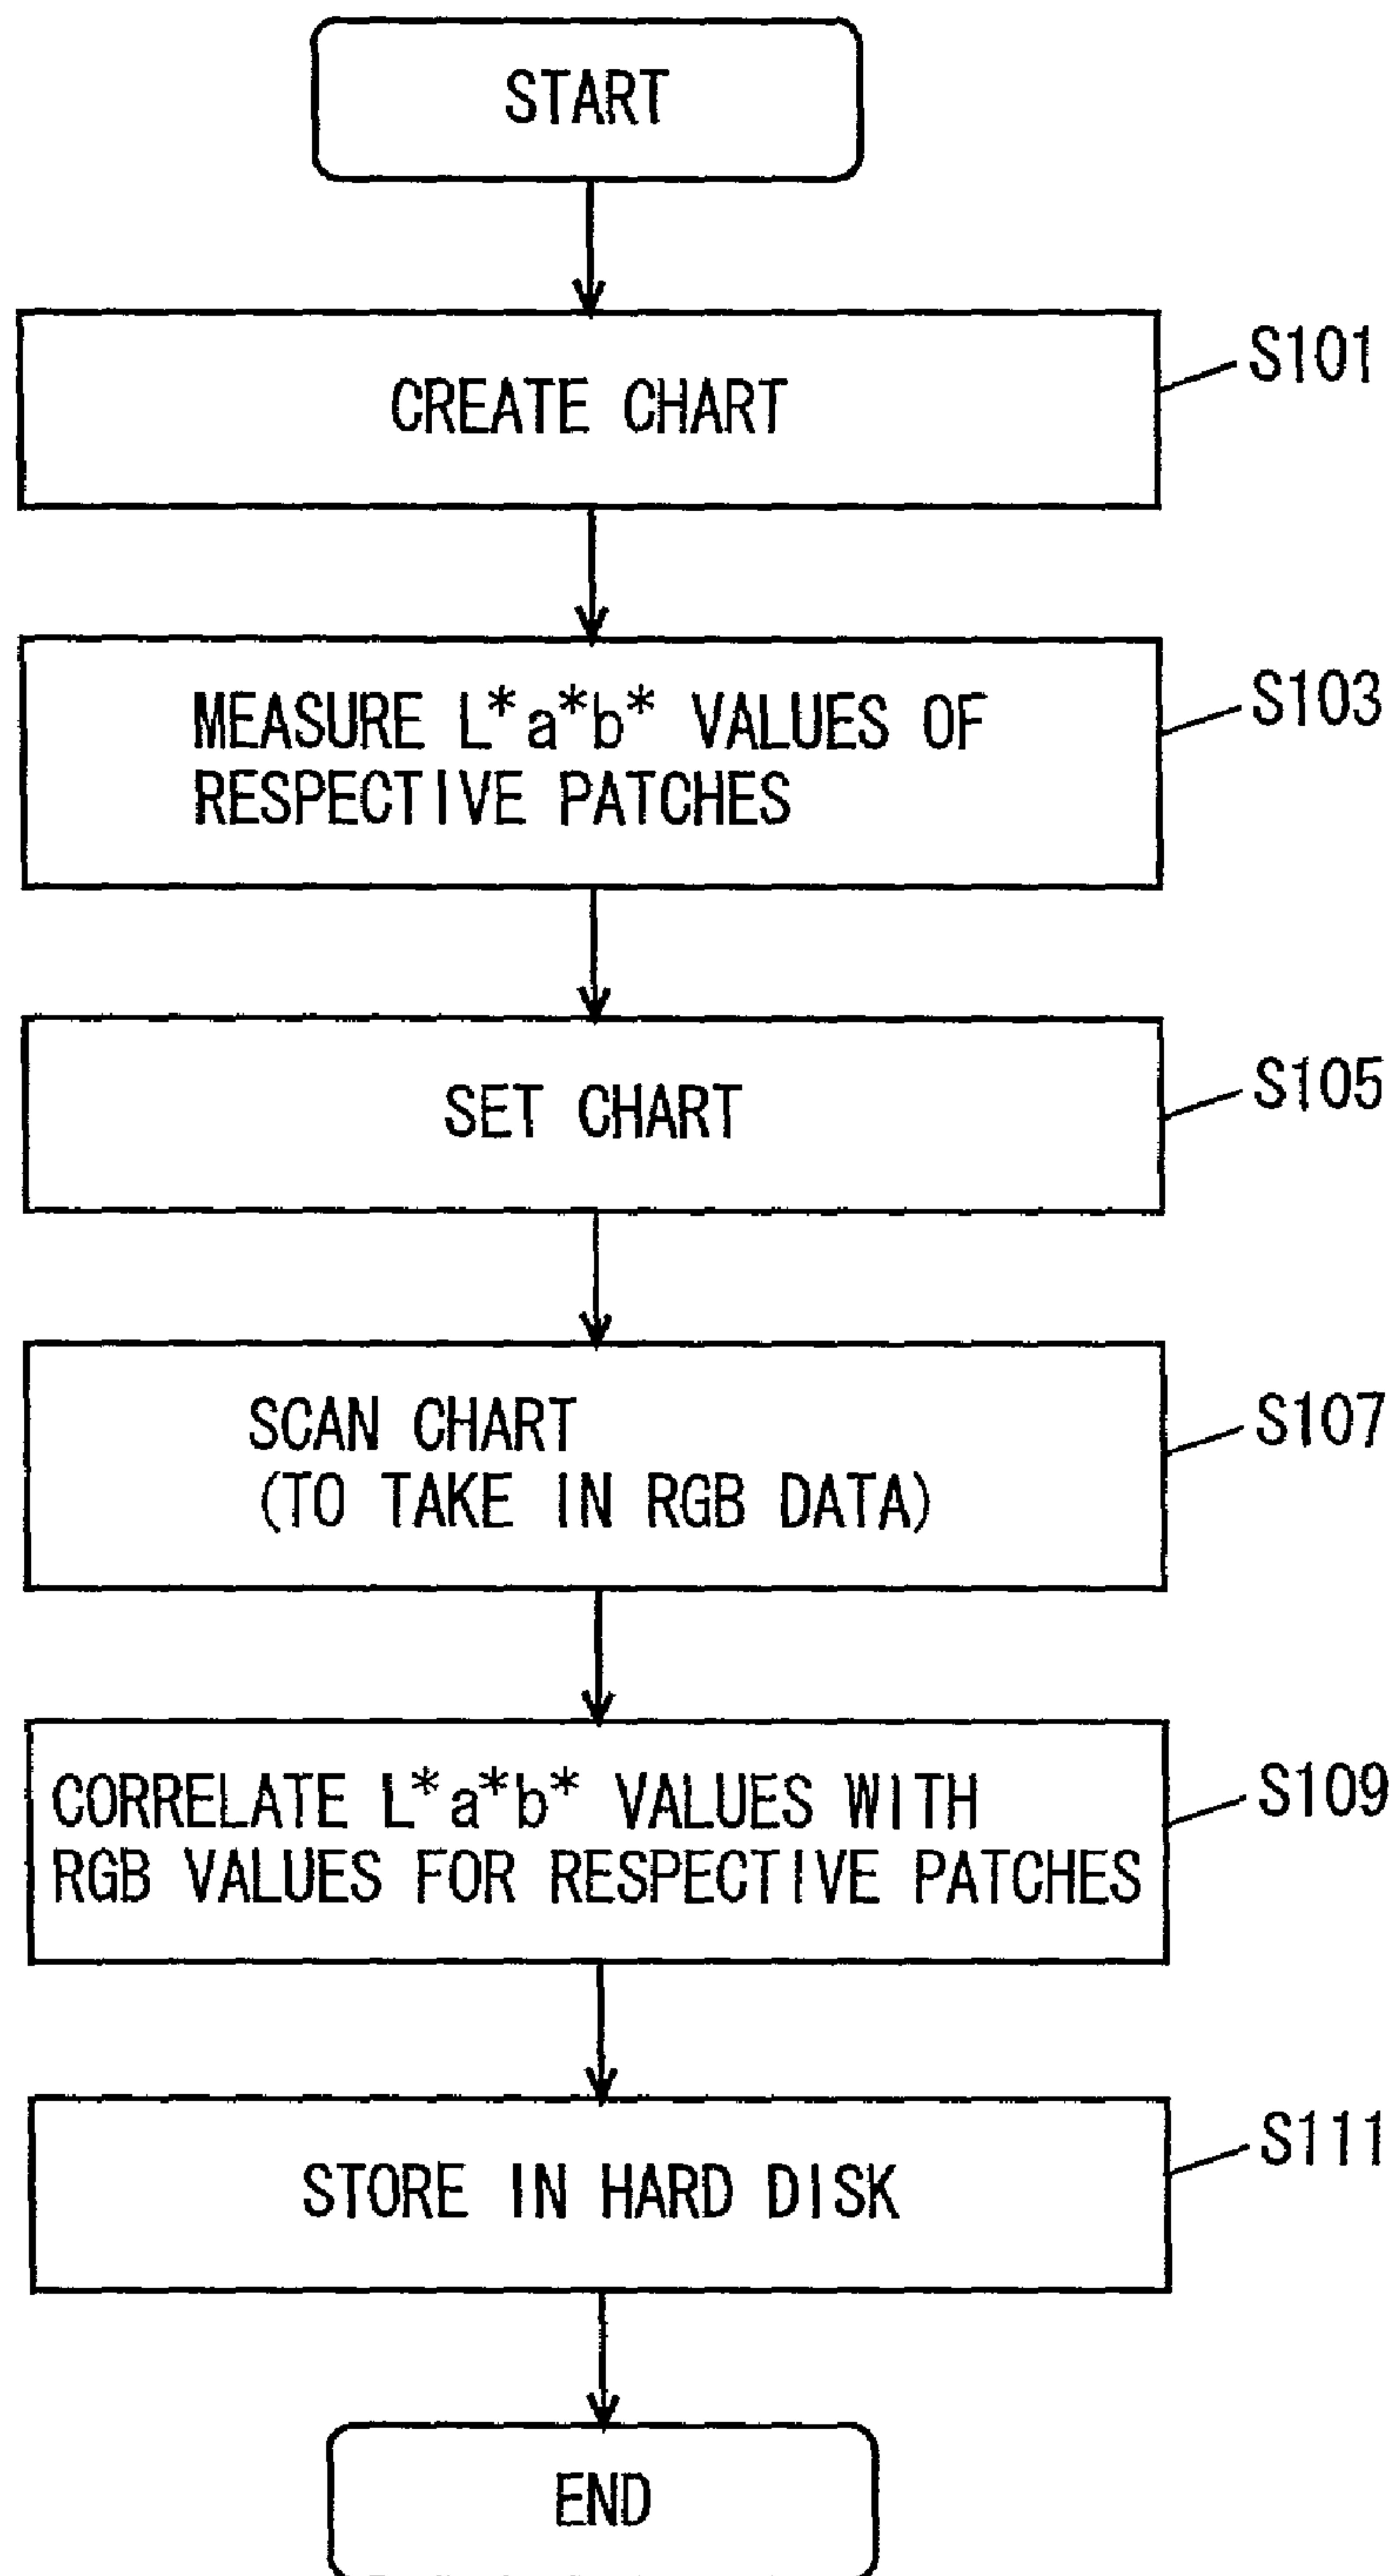 START
CREATE CHART
S101
MEASURE L*a*b* VALUES OF
RESPECTIVE PATCHES
S103
SET CHART
S105
SCAN CHART
(TO TAKE IN RGB DATA)
S107
CORRELATE L*a*b* VALUES WITH
RGB VALUES FOR RESPECTIVE PATCHES
S109
STORE IN HARD DISK
S111
END